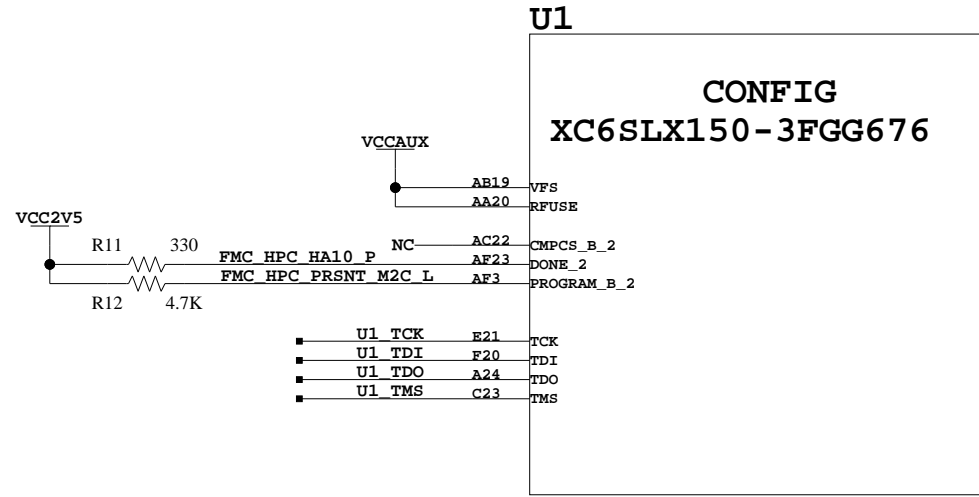 U1
CONFIG
XC6SLX150-3FGG676
VCCAUX
AB19 VFS
AA20 RFUSE
VCC2V5
NC AC22 CMPCS_B_2
R11 330 FMC_HPC_HA10_P AF23 DONE_2
FMC_HPC_PRSNT_M2C_L AF3 PROGRAM_B_2
R12 4.7K
U1_TCK E21 TCK
U1_TDI F20 TDI
U1_TDO A24 TDO
U1_TMS C23 TMS